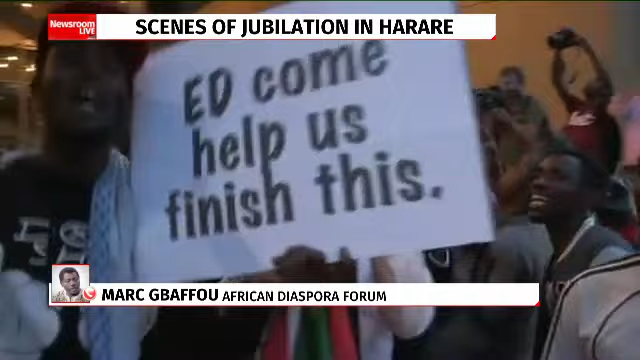 Newsroom
LIVE
SCENES OF JUBILATION IN HARARE
ED come
help us
finish this.
MARC GBAFFOU AFRICAN DIASPORA FORUM